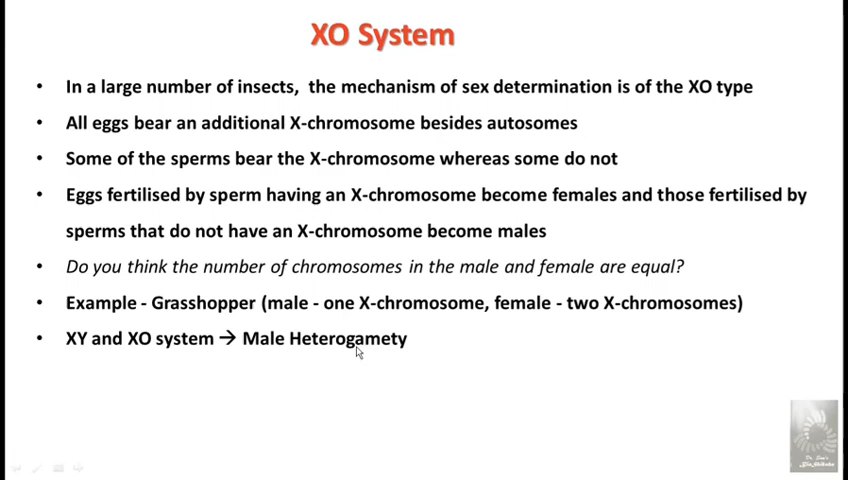 XO System
• In a large number of insects, the mechanism of sex determination is of the XO type
• All eggs bear an additional X-chromosome besides autosomes
• Some of the sperms bear the X-chromosome whereas some do not
• Eggs fertilised by sperm having an X-chromosome become females and those fertilised by
sperms that do not have an X-chromosome become males
• Do you think the number of chromosomes in the male and female are equal?
• Example - Grasshopper (male - one X-chromosome, female - two X-chromosomes)
• XY and XO system → Male Heterogamety